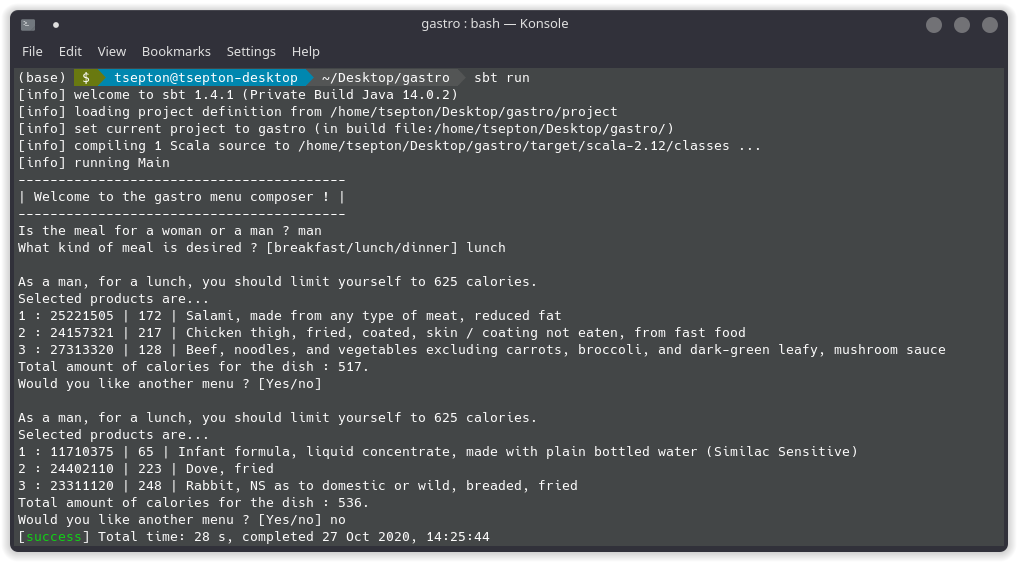 gastro : bash — Konsole
File Edit View Bookmarks Settings Help
(base) $ tsepton@tsepton-desktop ~/Desktop/gastro sbt run
[info] welcome to sbt 1.4.1 (Private Build Java 14.0.2)
[info] loading project definition from /home/tsepton/Desktop/gastro/project
[info] set current project to gastro (in build file:/home/tsepton/Desktop/gastro/)
[info] compiling 1 Scala source to /home/tsepton/Desktop/gastro/target/scala-2.12/classes ...
[info] running Main
-----------------------------------------
| Welcome to the gastro menu composer ! |
-----------------------------------------
Is the meal for a woman or a man ? man
What kind of meal is desired ? [breakfast/lunch/dinner] lunch
As a man, for a lunch, you should limit yourself to 625 calories.
Selected products are...
1 : 25221505 | 172 | Salami, made from any type of meat, reduced fat
2 : 24157321 | 217 | Chicken thigh, fried, coated, skin / coating not eaten, from fast food
3 : 27313320 | 128 | Beef, noodles, and vegetables excluding carrots, broccoli, and dark-green leafy, mushroom sauce
Total amount of calories for the dish : 517.
Would you like another menu ? [Yes/no]
As a man, for a lunch, you should limit yourself to 625 calories.
Selected products are...
1 : 11710375 | 65 | Infant formula, liquid concentrate, made with plain bottled water (Similac Sensitive)
2 : 24402110 | 223 | Dove, fried
3 : 23311120 | 248 | Rabbit, NS as to domestic or wild, breaded, fried
Total amount of calories for the dish : 536.
Would you like another menu ? [Yes/no] no
[success] Total time: 28 s, completed 27 Oct 2020, 14:25:44